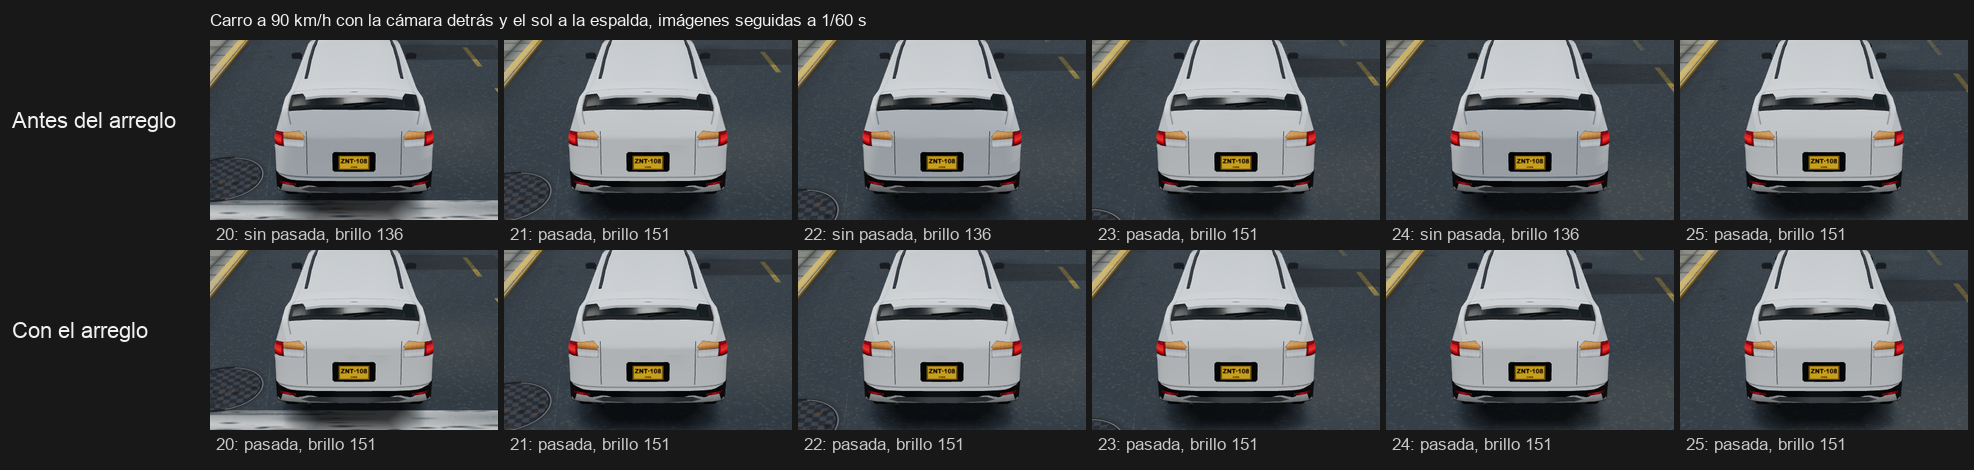 Carro a 90 km/h con la cámara detrás y el sol a la espalda, imágenes seguidas a 1/60 s
Antes del arreglo
ZNT-108
ZNT-108
ZNT-108
ZNT-108
ZNT-108
ZNT-108
20: sin pasada, brillo 136
21: pasada, brillo 151
22: sin pasada, brillo 136
23: pasada, brillo 151
24: sin pasada, brillo 136
25: pasada, brillo 151
Con el arreglo
ZNT-108
ZNT-108
ZNT-108
ZNT-108
ZNT-108
ZNT-108
20: pasada, brillo 151
21: pasada, brillo 151
22: pasada, brillo 151
23: pasada, brillo 151
24: pasada, brillo 151
25: pasada, brillo 151